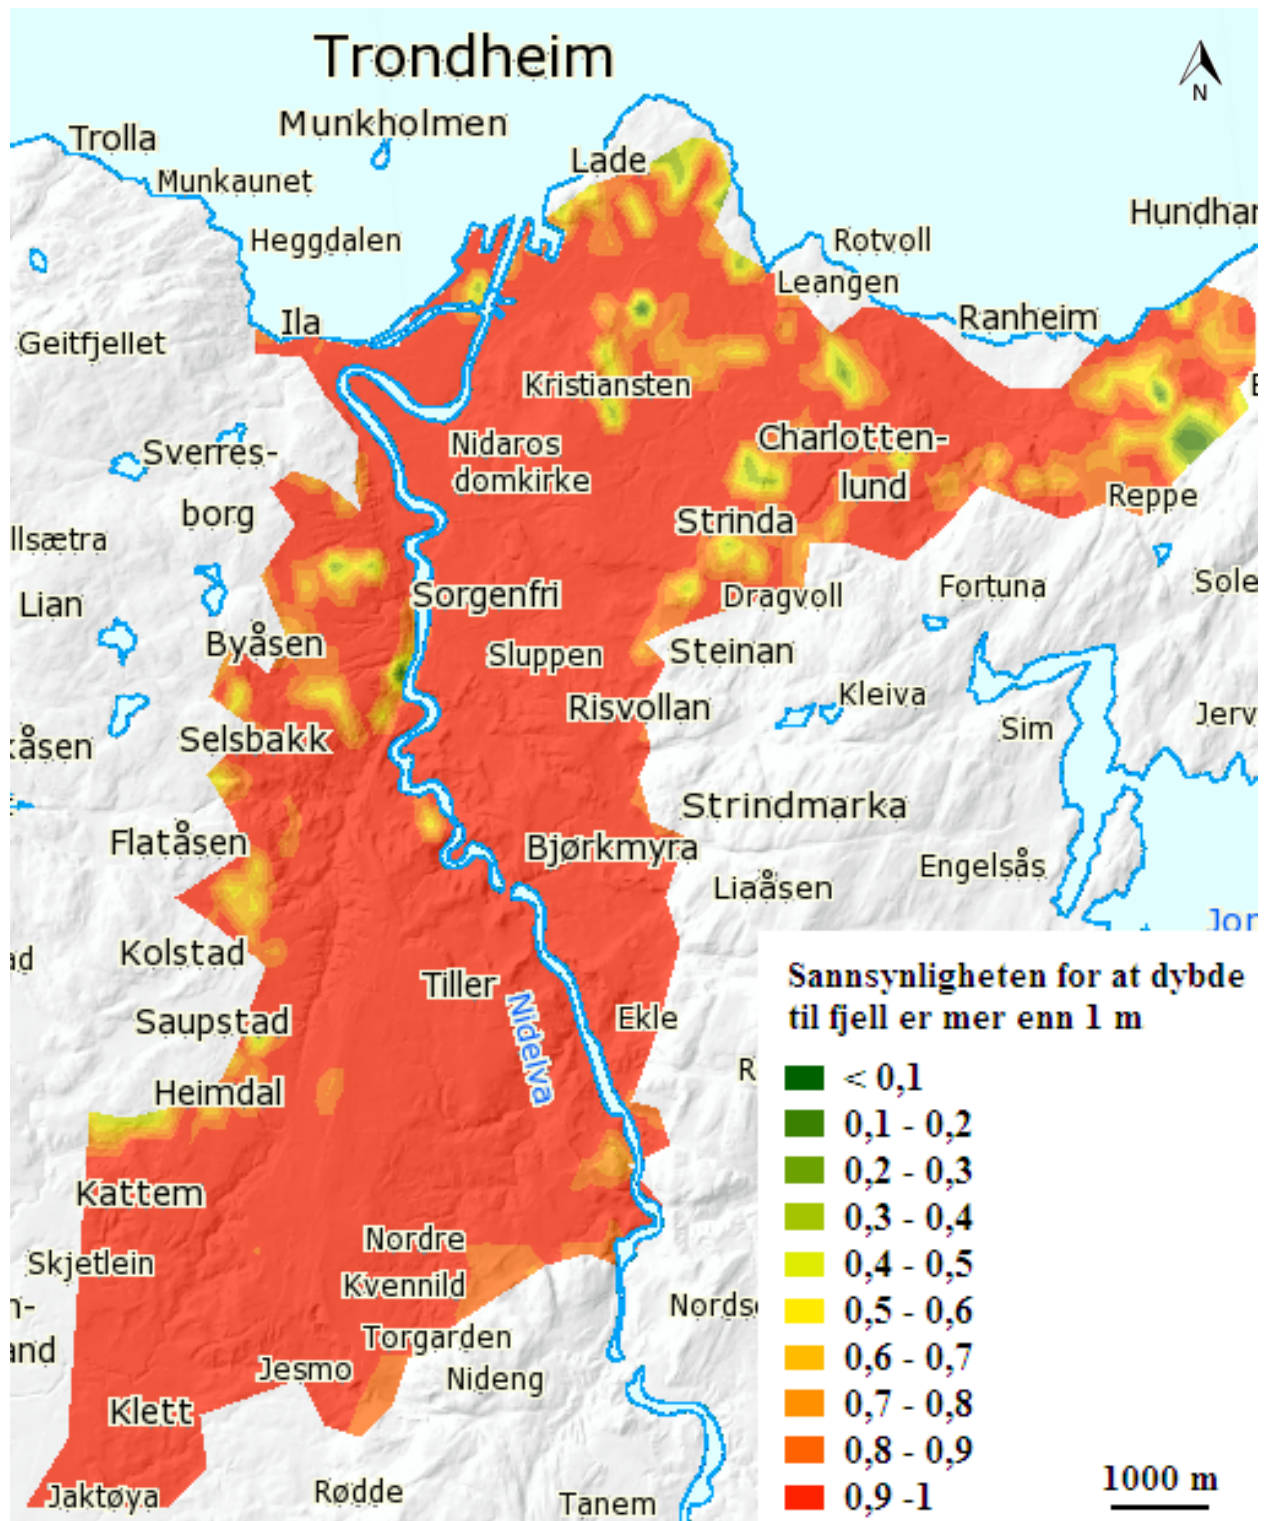 Trondheim
N
Munkholmen
Trolla
Lade
Munkaunet
Hundhar
Heggdalen
Rotvoll
Leangen
Ila
Ranheim
Geitfjellet
Kristiansten
Sverres-
borg
Nidaros
domkirke
Charlotten-
lund
Reppe
Strinda
llsætra
Lian
Sorgenfri
Dragvoll
Fortuna
Sole
Byåsen
Sluppen
Steinan
Kleiva
Risvollan
Sim
Jerv
Selsbakk
kåsen
Strindmarka
Flatåsen
Bjørkmyra
Engelsås
Liaåsen
Jor
Kolstad
ad
Tiller
Nidelva
Ekle
Saupstad
Heimdal
R
Kattem
Nordre
Kvennild
Skjetlein
n-
and
Nords
Torgarden
Jesmo
Nideng
Klett
Jaktøya
Rødde
Tanem
Sannsynligheten for at dybde
til fjell er mer enn 1 m
< 0,1
0,1 - 0,2
0,2 - 0,3
0,3 - 0,4
0,4 - 0,5
0,5 - 0,6
0,6 - 0,7
0,7 - 0,8
0,8 - 0,9
0,9 -1
1000 m